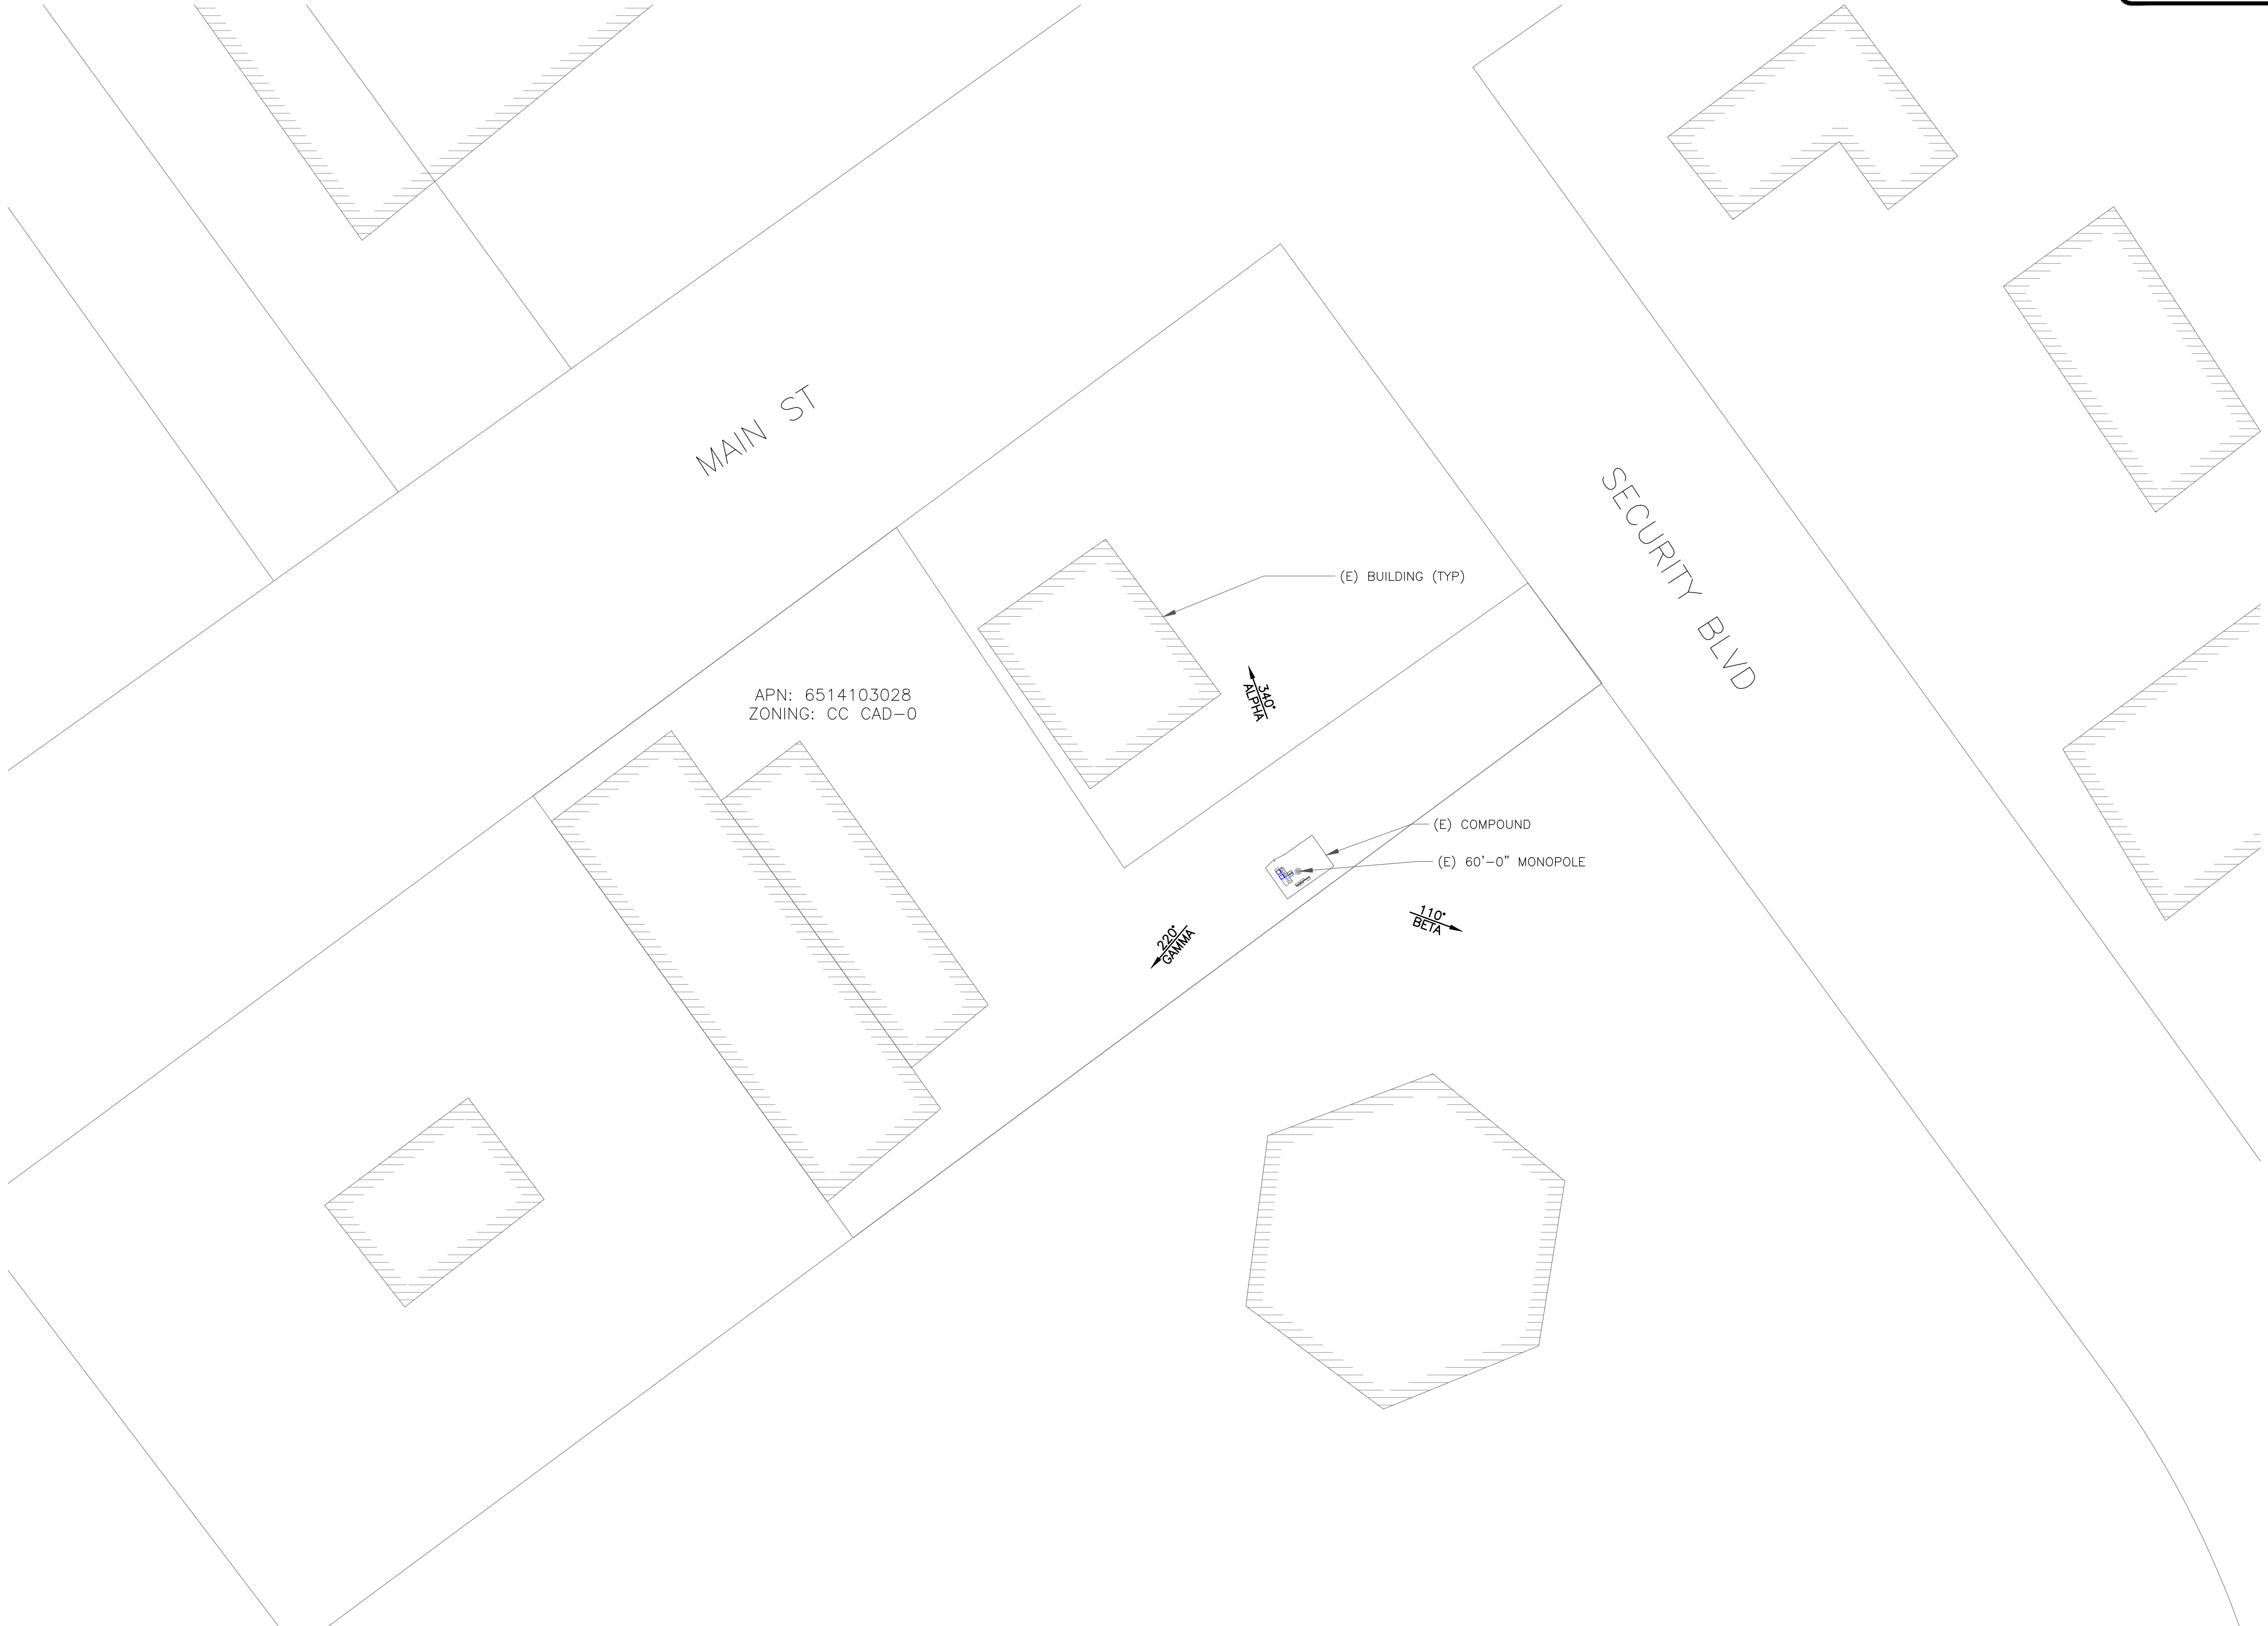 MAIN ST
SECURITY BLVD
(E) BUILDING (TYP)
APN: 6514103028
ZONING: CC CAD-0
340°
ALPHA
(E) COMPOUND
(E) 60'-0" MONOPOLE
110°
BETA
220°
GAMMA